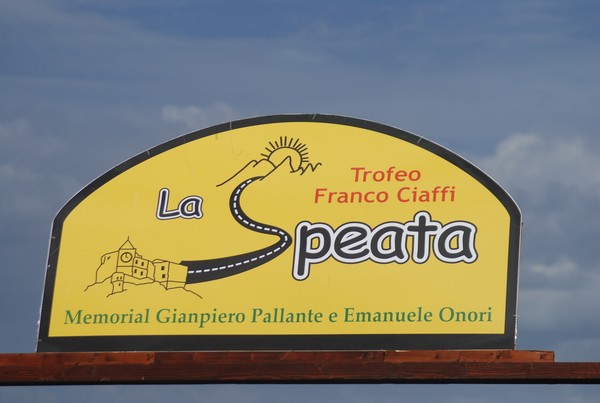 Trofeo
Franco Ciaffi
La
Speata
Memorial Gianpiero Pallante e Emanuele Onori